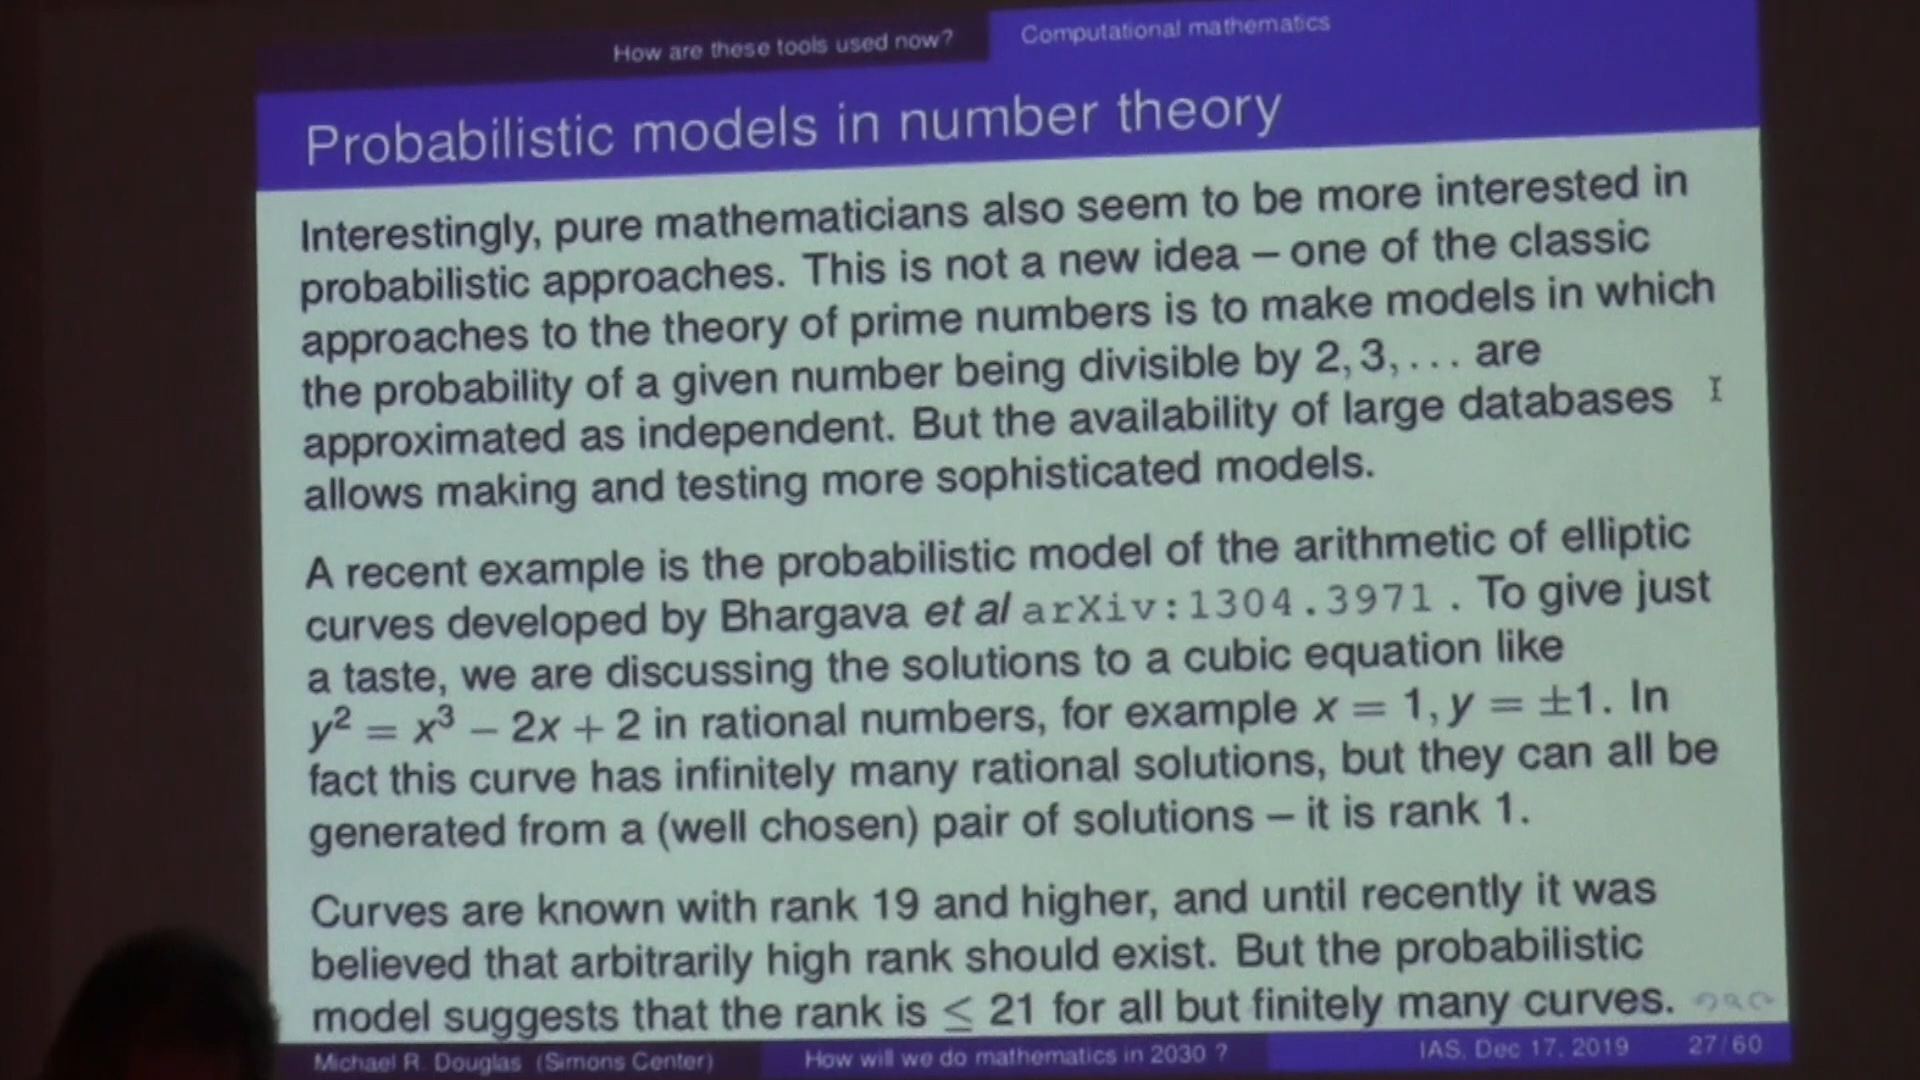 How are these tools used now?
Computational mathematics
Probabilistic models in number theory
Interestingly, pure mathematicians also seem to be more interested in
probabilistic approaches. This is not a new idea – one of the classic
approaches to the theory of prime numbers is to make models in which
the probability of a given number being divisible by 2, 3, . . . are
approximated as independent. But the availability of large databases
allows making and testing more sophisticated models.
A recent example is the probabilistic model of the arithmetic of elliptic
curves developed by Bhargava et al arXiv:1304.3971 . To give just
a taste, we are discussing the solutions to a cubic equation like
y² = x³ − 2x + 2 in rational numbers, for example x = 1, y = ±1. In
fact this curve has infinitely many rational solutions, but they can all be
generated from a (well chosen) pair of solutions – it is rank 1.
Curves are known with rank 19 and higher, and until recently it was
believed that arbitrarily high rank should exist. But the probabilistic
model suggests that the rank is ≤ 21 for all but finitely many curves.
Michael R. Douglas (Simons Center)
How will we do mathematics in 2030 ?
IAS, Dec 17, 2019
27/60